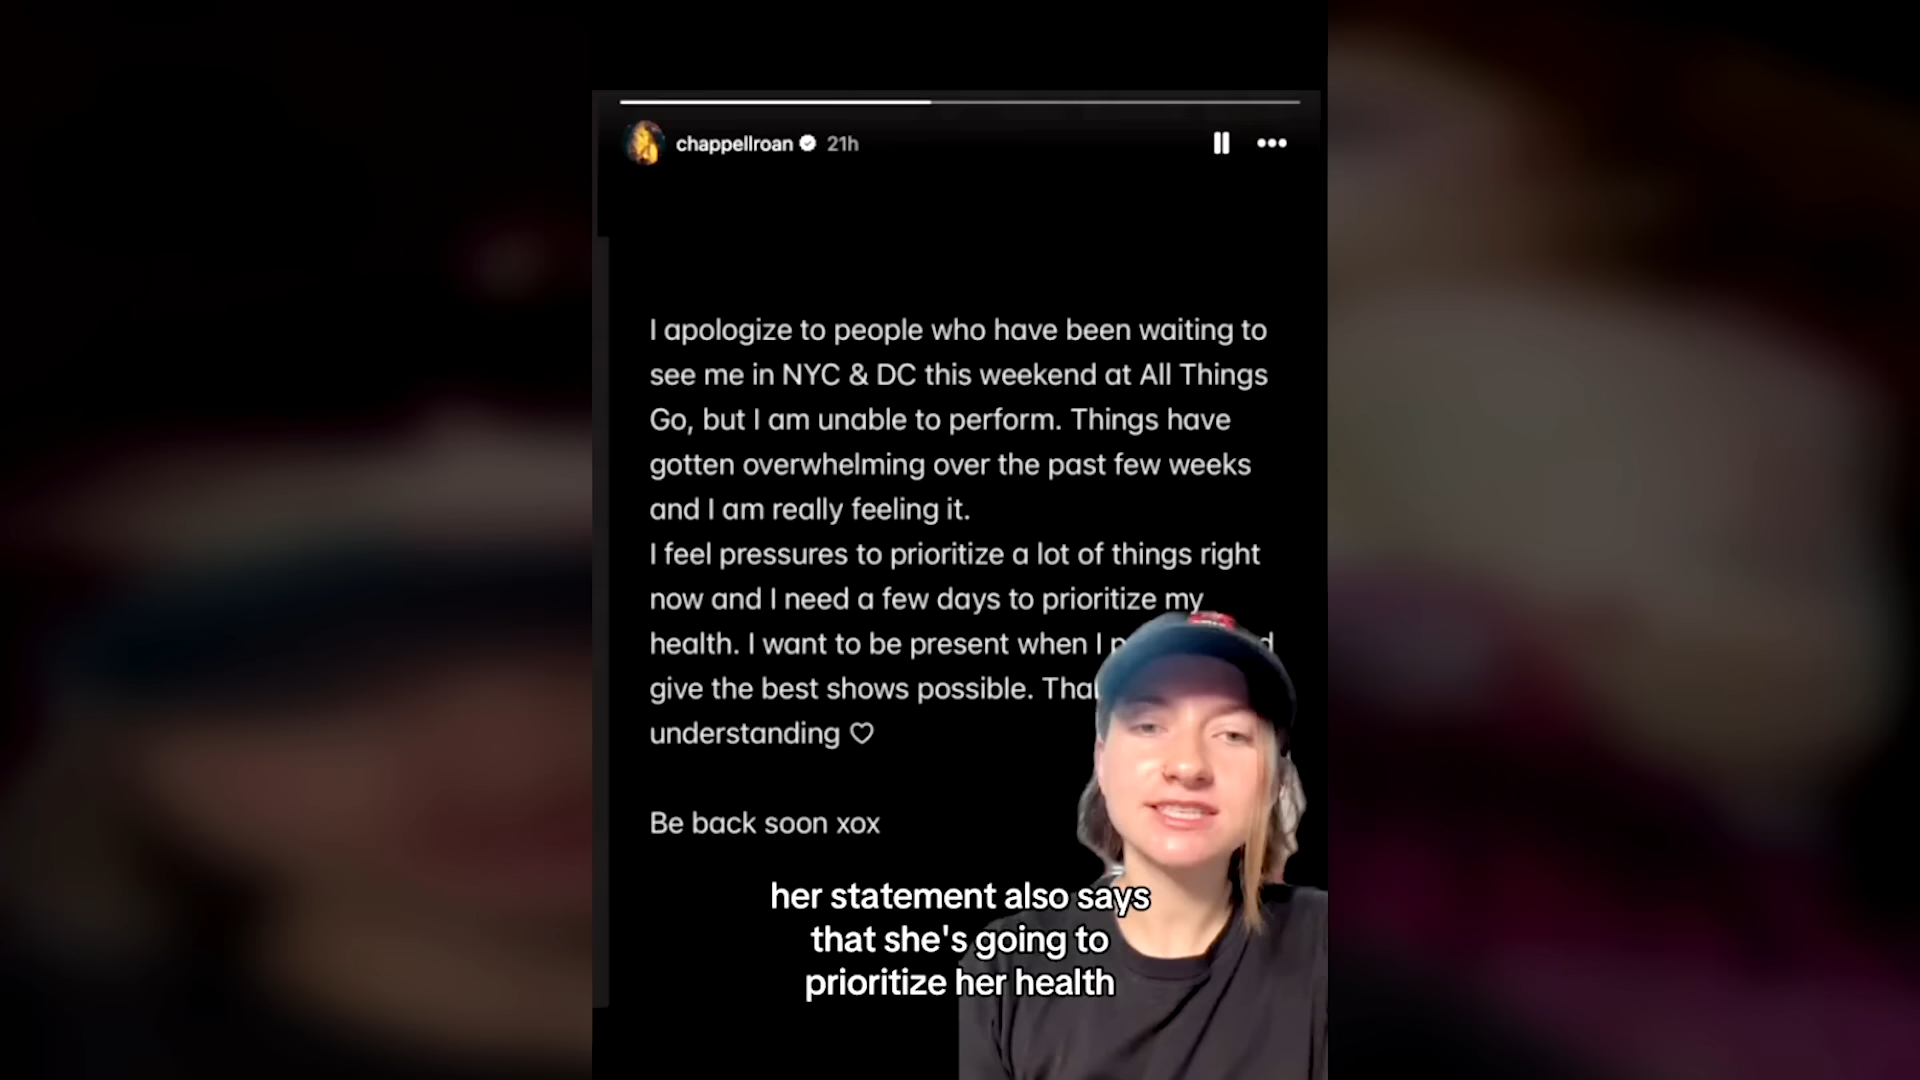 chappellroan 21h
I apologize to people who have been waiting to
see me in NYC & DC this weekend at All Things
Go, but I am unable to perform. Things have
gotten overwhelming over the past few weeks
and I am really feeling it.
I feel pressures to prioritize a lot of things right
now and I need a few days to prioritize my
health. I want to be present when I
give the best shows possible.
understanding ♡
Be back soon xox
her statement also says
that she's going to
prioritize her health